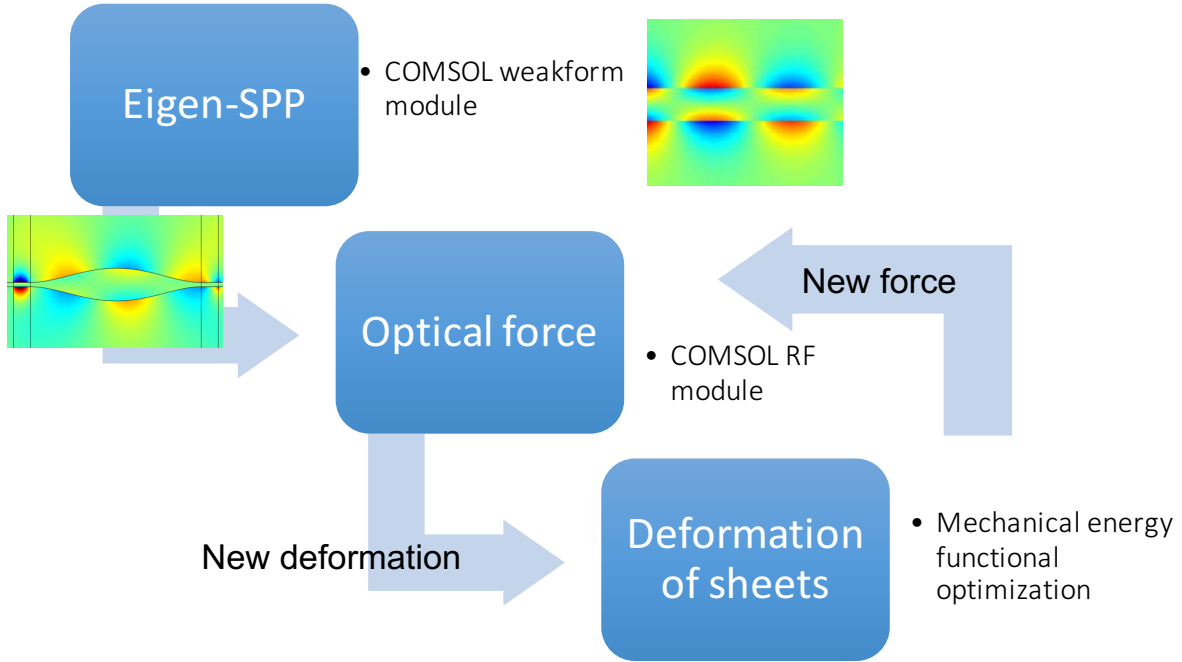 Eigen-SPP
• COMSOL weakform
module
Optical force
New force
• COMSOL RF
module
New deformation
Deformation
of sheets
• Mechanical energy
functional
optimization